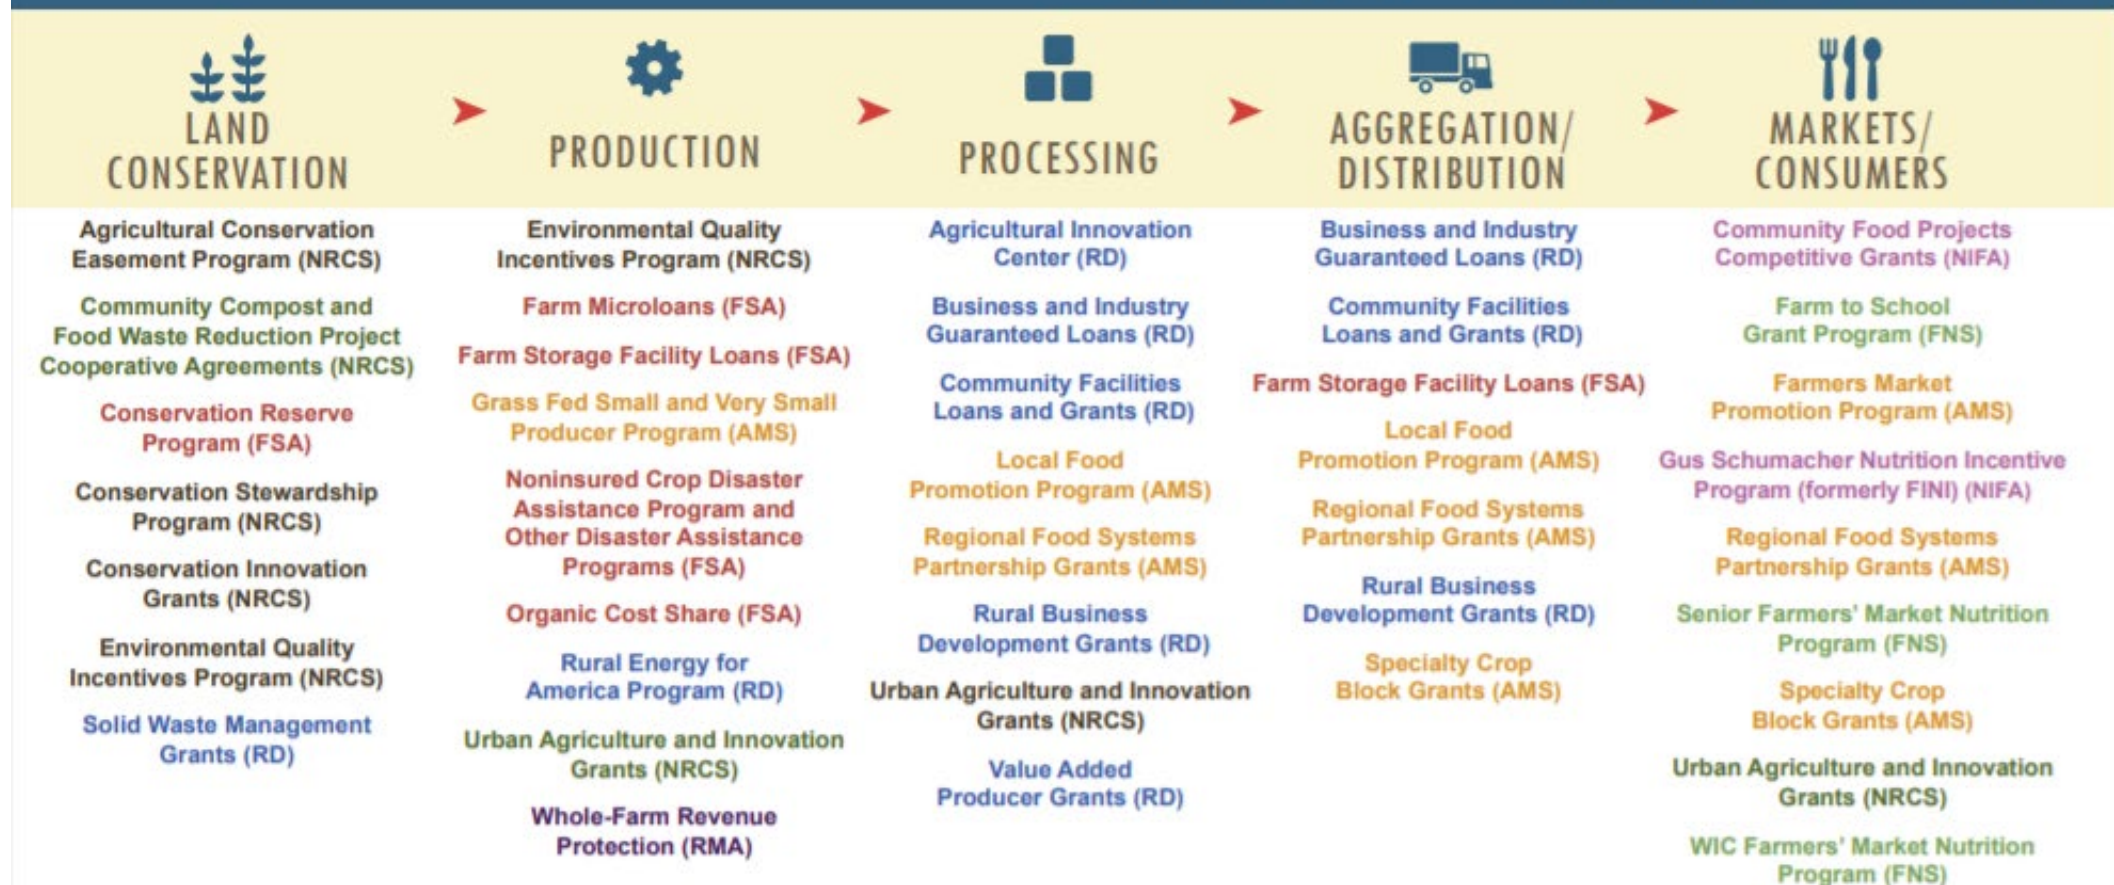 LAND
CONSERVATION
Agricultural Conservation
Easement Program (NRCS)
Community Compost and
Food Waste Reduction Project
Cooperative Agreements (NRCS)
Conservation Reserve
Program (FSA)
Conservation Stewardship
Program (NRCS)
Conservation Innovation
Grants (NRCS)
Environmental Quality
Incentives Program (NRCS)
Solid Waste Management
Grants (RD)
PRODUCTION
Environmental Quality
Incentives Program (NRCS)
Farm Microloans (FSA)
Farm Storage Facility Loans (FSA)
Grass Fed Small and Very Small
Producer Program (AMS)
Noninsured Crop Disaster
Assistance Program and
Other Disaster Assistance
Programs (FSA)
Organic Cost Share (FSA)
Rural Energy for
America Program (RD)
Urban Agriculture and Innovation
Grants (NRCS)
Whole-Farm Revenue
Protection (RMA)
PROCESSING
Agricultural Innovation
Center (RD)
Business and Industry
Guaranteed Loans (RD)
Community Facilities
Loans and Grants (RD)
Local Food
Promotion Program (AMS)
Regional Food Systems
Partnership Grants (AMS)
Rural Business
Development Grants (RD)
Urban Agriculture and Innovation
Grants (NRCS)
Value Added
Producer Grants (RD)
AGGREGATION/
DISTRIBUTION
Business and Industry
Guaranteed Loans (RD)
Community Facilities
Loans and Grants (RD)
Farm Storage Facility Loans (FSA)
Local Food
Promotion Program (AMS)
Regional Food Systems
Partnership Grants (AMS)
Rural Business
Development Grants (RD)
Specialty Crop
Block Grants (AMS)
MARKETS/
CONSUMERS
Community Food Projects
Competitive Grants (NIFA)
Farm to School
Grant Program (FNS)
Farmers Market
Promotion Program (AMS)
Gus Schumacher Nutrition Incentive
Program (formerly FINI) (NIFA)
Regional Food Systems
Partnership Grants (AMS)
Senior Farmers' Market Nutrition
Program (FNS)
Specialty Crop
Block Grants (AMS)
Urban Agriculture and Innovation
Grants (NRCS)
WIC Farmers' Market Nutrition
Program (FNS)